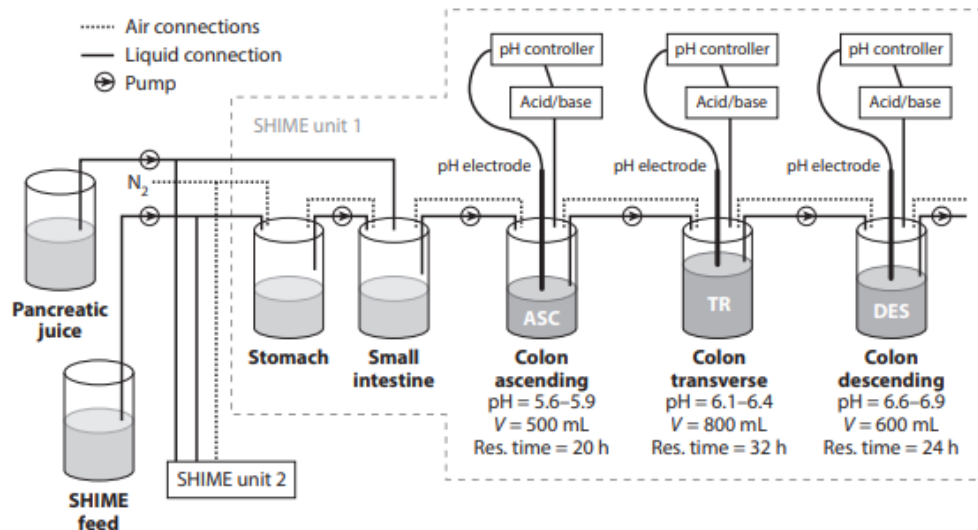 Air connections
Liquid connection
Pump
SHIME unit 1
pH controller
pH controller
pH controller
Acid/base
Acid/base
Acid/base
pH electrode
pH electrode
pH electrode
N2
Pancreatic
juice
SHIME
feed
SHIME unit 2
Stomach
Small
intestine
ASC
Colon
ascending
pH = 5.6–5.9
V = 500 mL
Res. time = 20 h
TR
Colon
transverse
pH = 6.1–6.4
V = 800 mL
Res. time = 32 h
DES
Colon
descending
pH = 6.6–6.9
V = 600 mL
Res. time = 24 h